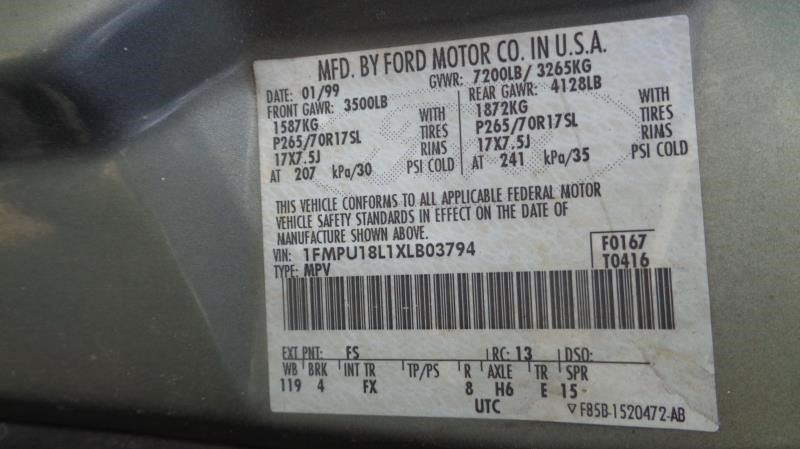 MFD. BY FORD MOTOR CO. IN U.S.A.
DATE: 01/99 GVWR: 7200LB/ 3265KG
FRONT GAWR: 3500LB REAR GAWR: 4128LB
1587KG WITH 1872KG WITH
P265/70R17SL TIRES P265/70R17SL TIRES
17X7.5J RIMS 17X7.5J RIMS
AT 207 kPa/30 PSI COLD AT 241 kPa/35 PSI COLD
THIS VEHICLE CONFORMS TO ALL APPLICABLE FEDERAL MOTOR
VEHICLE SAFETY STANDARDS IN EFFECT ON THE DATE OF
MANUFACTURE SHOWN ABOVE.
VIN: 1FMPU18L1XLB03794 F0167
TYPE: MPV T0416
EXT PNT: FS RC: 13 DSO:
WB BRK INT TR TP/PS R AXLE TR SPR
119 4 FX 8 H6 E 15
UTC ▽F85B-1520472-AB